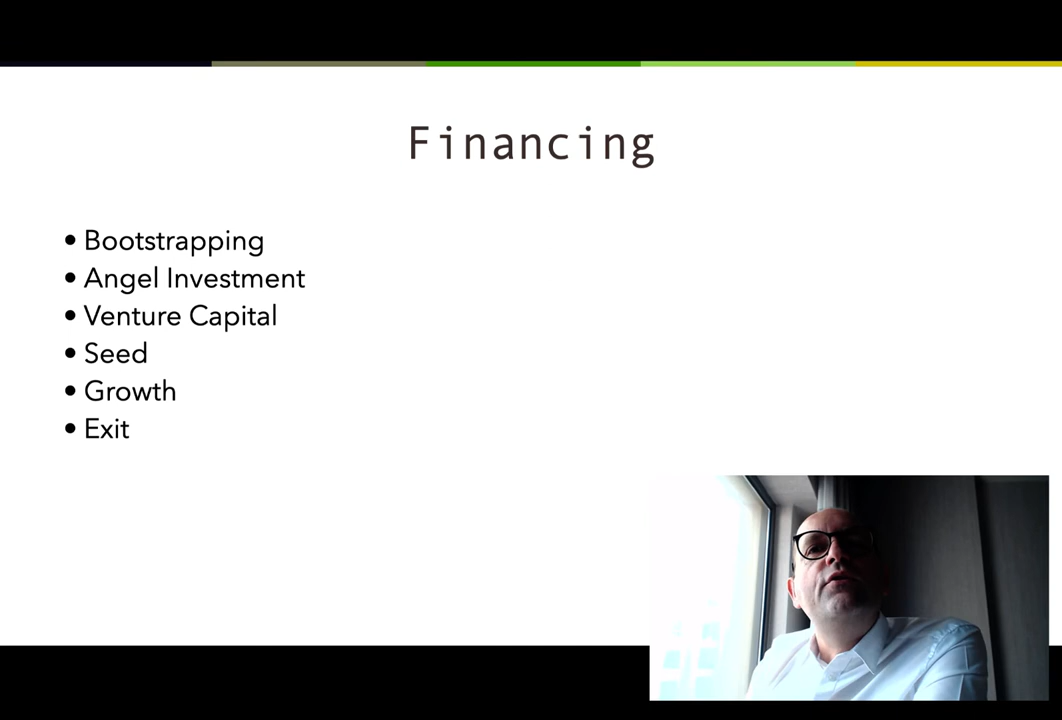 Financing
• Bootstrapping
• Angel Investment
• Venture Capital
• Seed
• Growth
• Exit